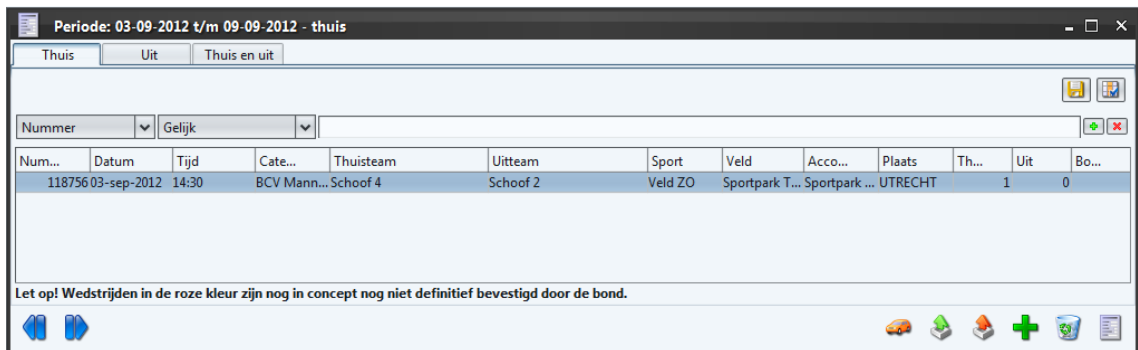 Periode: 03-09-2012 t/m 09-09-2012 - thuis
Thuis Uit Thuis en uit
Nummer Gelijk
Num... Datum Tijd Cate... Thuisteam Uitteam Sport Veld Acco... Plaats Th... Uit Bo...
118756 03-sep-2012 14:30 BCV Mann... Schoof 4 Schoof 2 Veld ZO Sportpark T... Sportpark ... UTRECHT 1 0
Let op! Wedstrijden in de roze kleur zijn nog in concept nog niet definitief bevestigd door de bond.